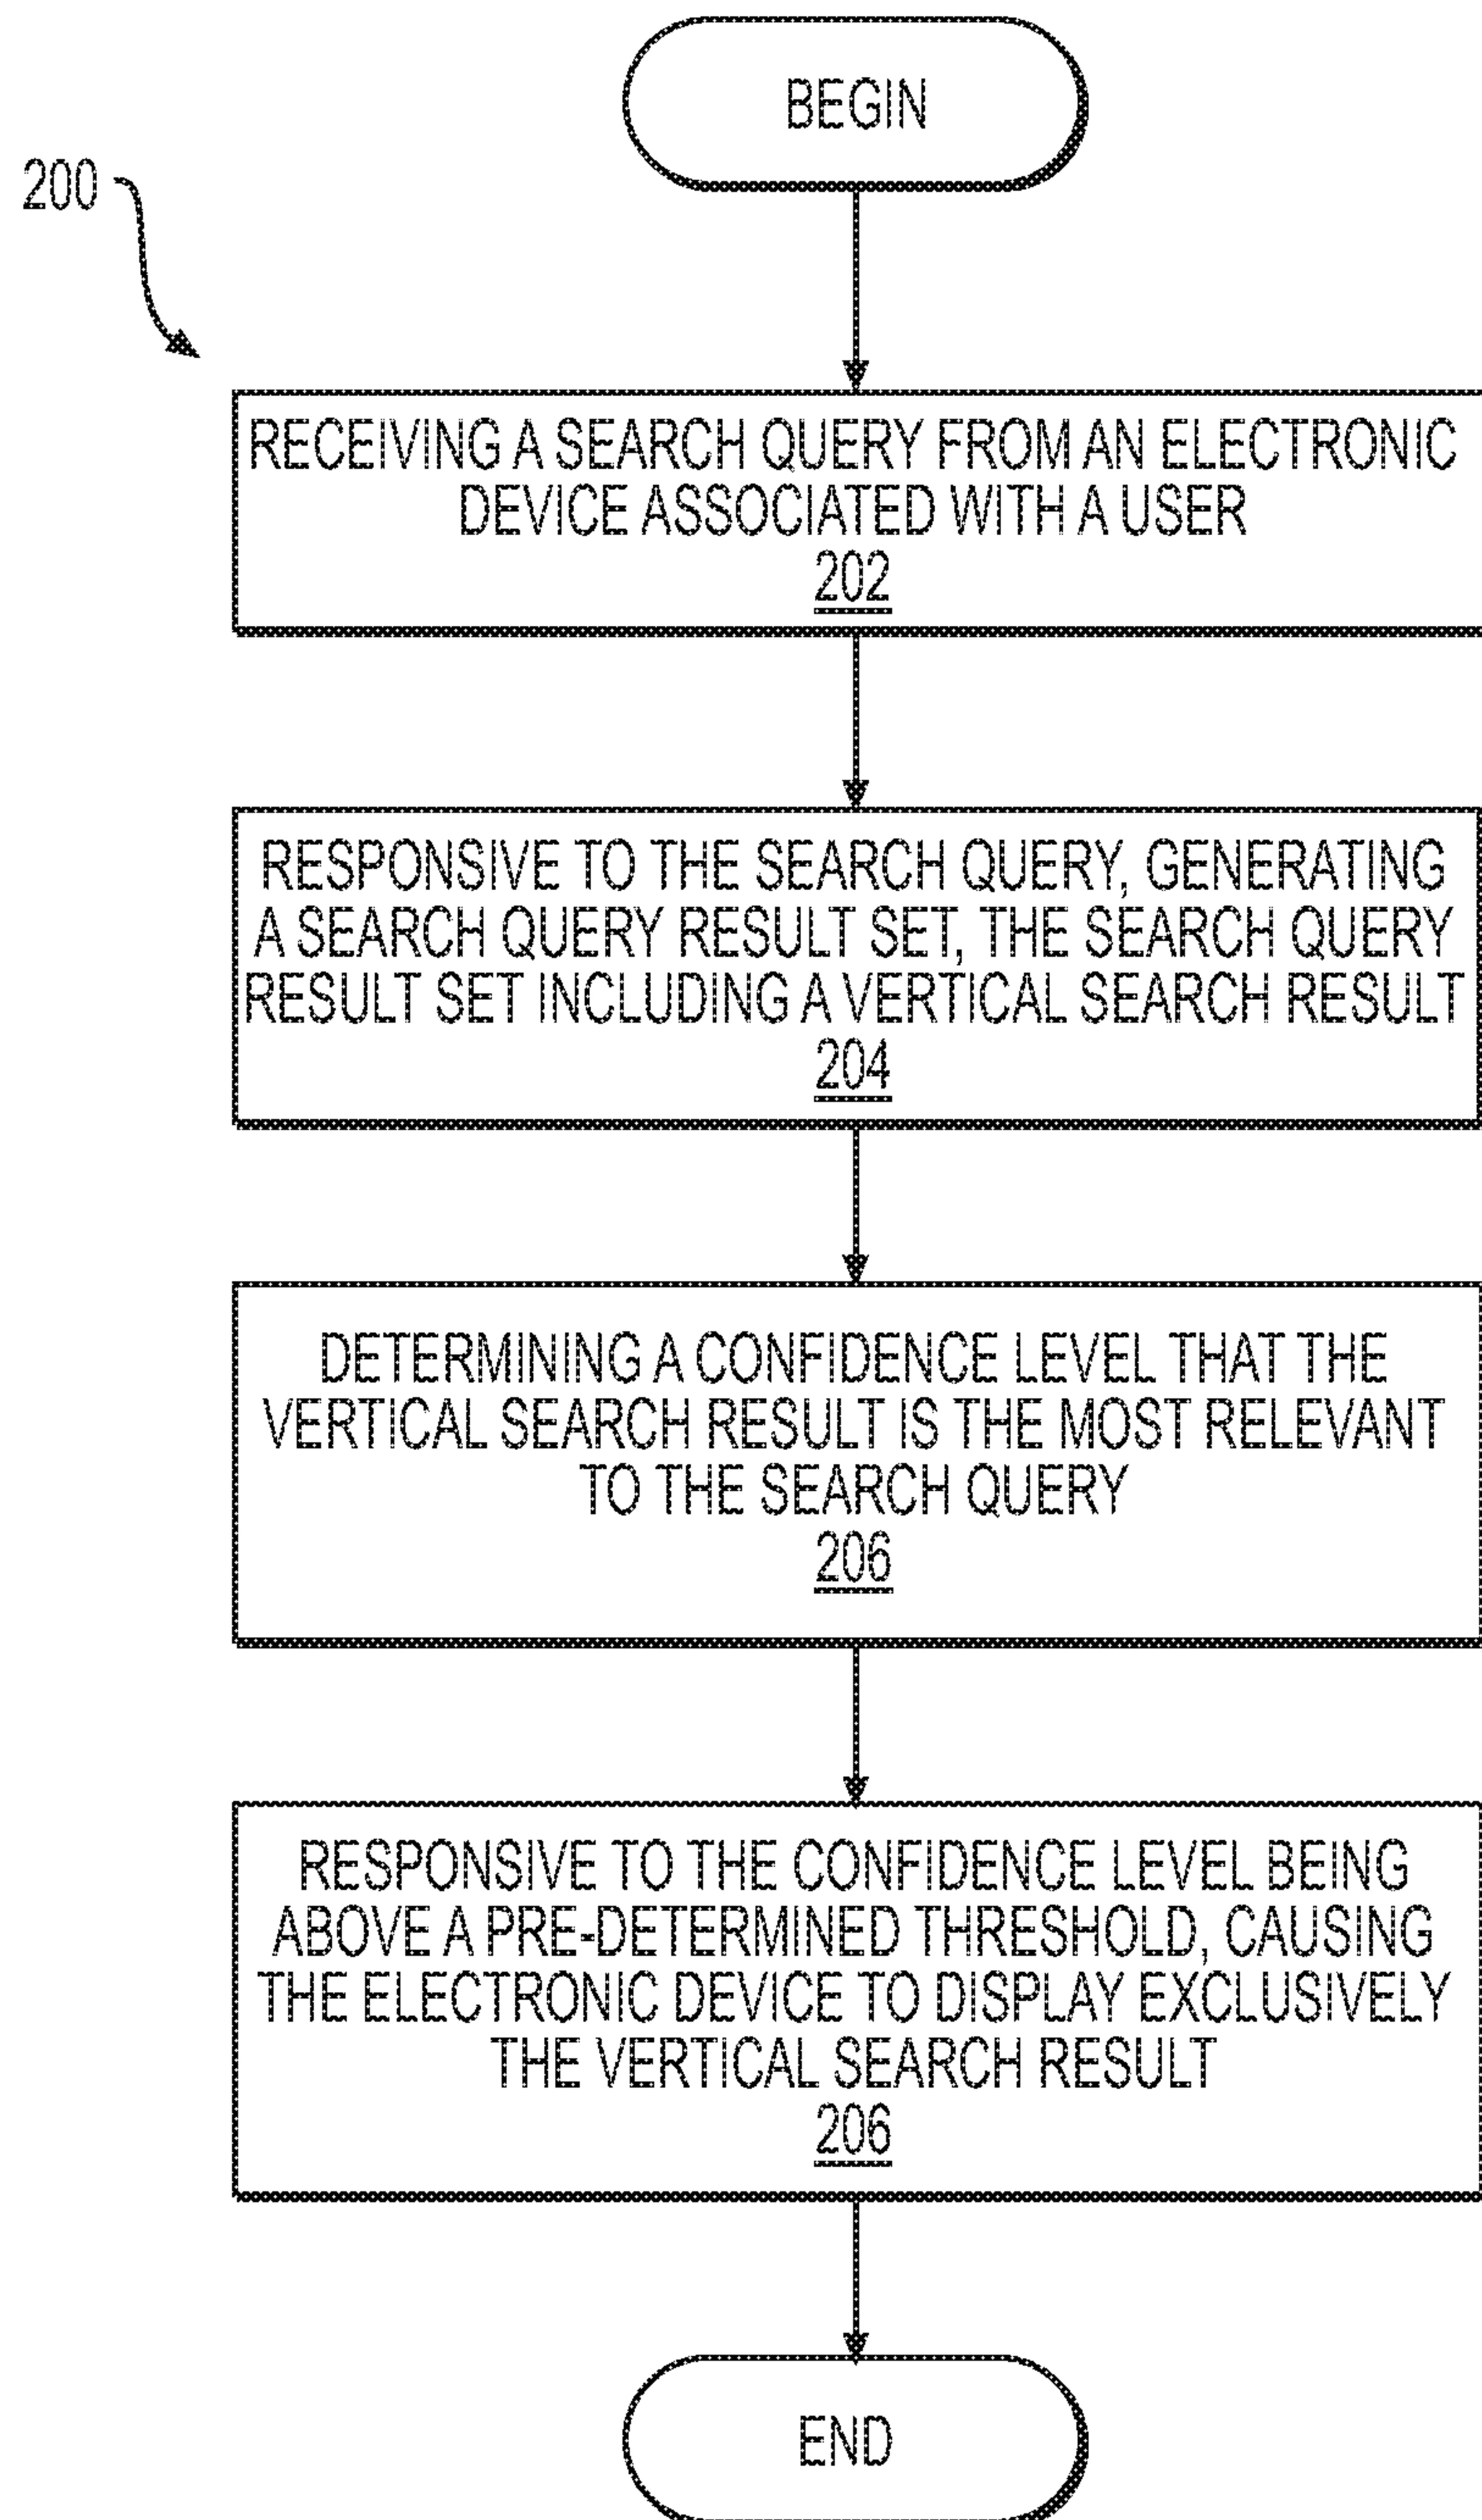 BEGIN
200
RECEIVING A SEARCH QUERY FROM AN ELECTRONIC
DEVICE ASSOCIATED WITH A USER
202
RESPONSIVE TO THE SEARCH QUERY, GENERATING
A SEARCH QUERY RESULT SET, THE SEARCH QUERY
RESULT SET INCLUDING A VERTICAL SEARCH RESULT
204
DETERMINING A CONFIDENCE LEVEL THAT THE
VERTICAL SEARCH RESULT IS THE MOST RELEVANT
TO THE SEARCH QUERY
206
RESPONSIVE TO THE CONFIDENCE LEVEL BEING
ABOVE A PRE-DETERMINED THRESHOLD, CAUSING
THE ELECTRONIC DEVICE TO DISPLAY EXCLUSIVELY
THE VERTICAL SEARCH RESULT
206
END